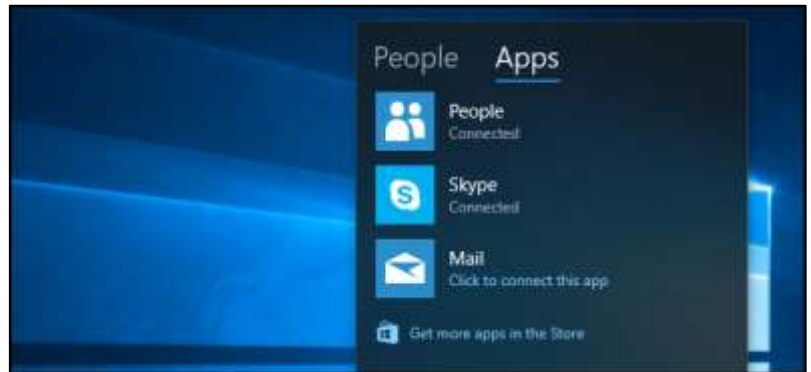 People Apps
People
Connected
Skype
Connected
Mail
Click to connect this app
Get more apps in the Store